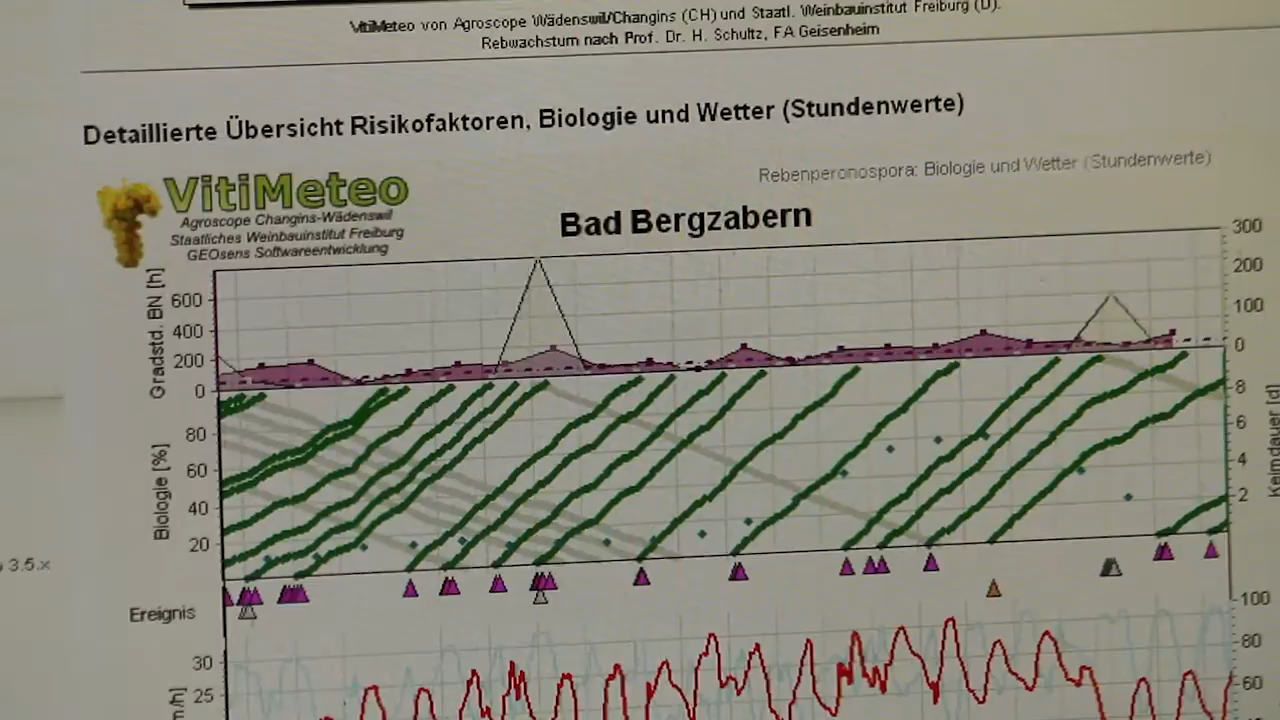 VitiMeteo von Agroscope Wädenswil/Changins (CH) und Staatl. Weinbauinstitut Freiburg (D).
Rebwachstum nach Prof. Dr. H. Schultz, FA Geisenheim
Detaillierte Übersicht Risikofaktoren, Biologie und Wetter (Stundenwerte)
Rebenperonospora: Biologie und Wetter (Stundenwerte)
VitiMeteo
Agroscope Changins-Wädenswil
Staatliches Weinbauinstitut Freiburg
GEOsens Softwareentwicklung
Bad Bergzabern
Gradstd. BN [h]
600
400
200
0
300
200
100
0
Biologie [%]
80
60
40
20
8
6
4
2
Keimdauer [d]
3.5.x
Ereignis
30
25
100
80
60
m/h]